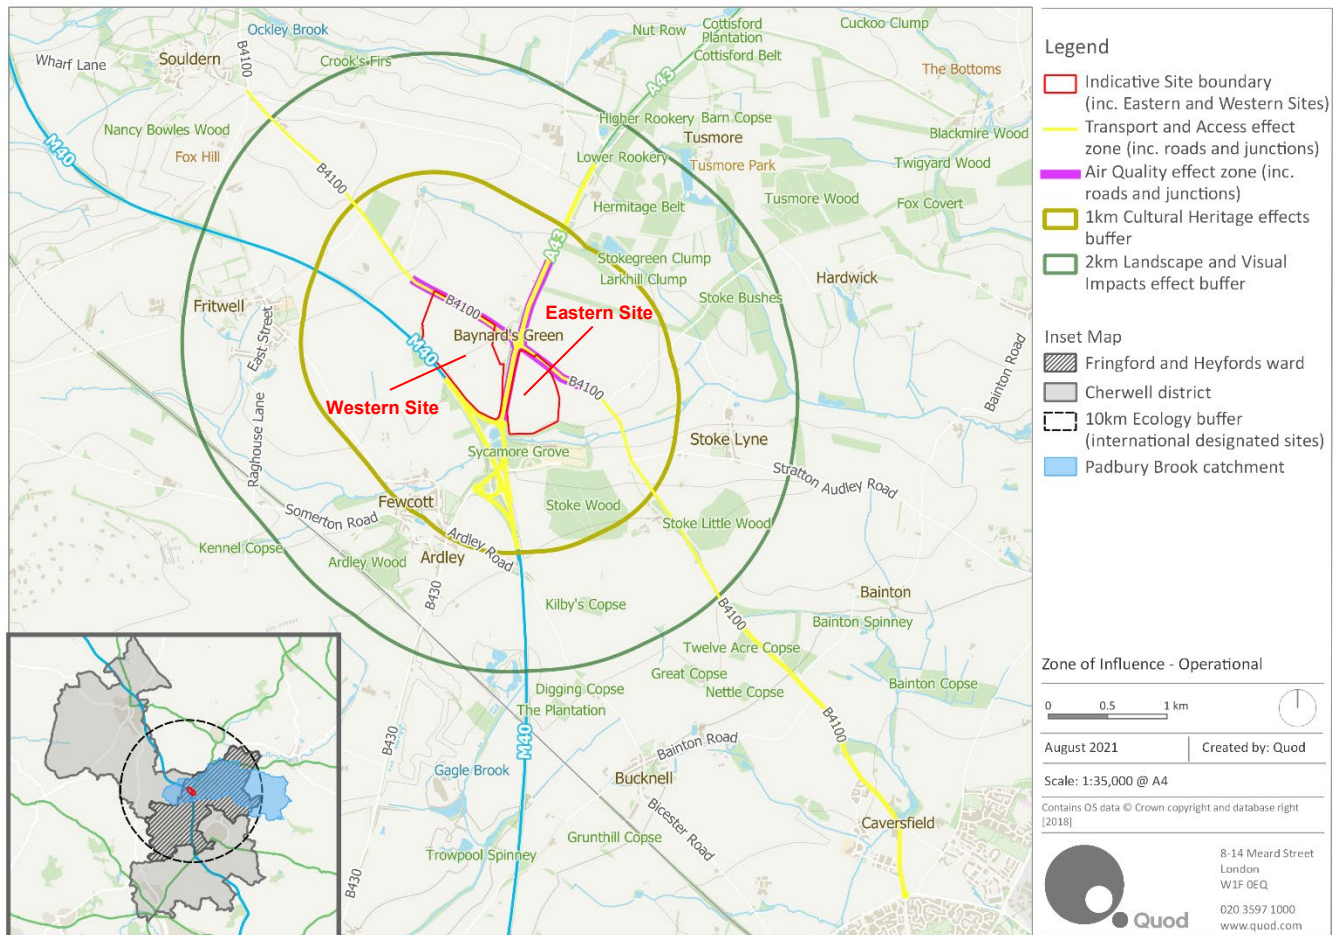 Ockley Brook
Nut Row
Cottisford
Plantation
Cottisford Belt
Cuckoo Clump
Souldern
B4100
Wharf Lane
Crook's Firs
The Bottoms
A43
Higher Rookery
Barn Copse
Nancy Bowles Wood
M40
Tusmore
Blackmire Wood
Fox Hill
Lower Rookery
Tusmore Park
Twigyard Wood
B4100
Hermitage Belt
Tusmore Wood
Fox Covert
A43
Stokegreen Clump
Larkhill Clump
Hardwick
Stoke Bushes
Fritwell
B4100
Eastern Site
East Street
Baynard's Green
M40
B4100
Bainton Road
Western Site
Raghouse Lane
Stoke Lyne
Sycamore Grove
Stratton Audley Road
Fewcott
Stoke Wood
Somerton Road
Stoke Little Wood
Kennel Copse
Ardley Road
Ardley Wood
Ardley
B430
Kilby's Copse
B4100
Bainton
Bainton Spinney
Twelve Acre Copse
Great Copse
Nettle Copse
Bainton Copse
Digging Copse
The Plantation
B4100
B430
M40
Bainton Road
Gagle Brook
Bucknell
Bicester Road
Caversfield
Grunthill Copse
Trowpool Spinney
B430
Legend
Indicative Site boundary
(inc. Eastern and Western Sites)
Transport and Access effect
zone (inc. roads and junctions)
Air Quality effect zone (inc.
roads and junctions)
1km Cultural Heritage effects
buffer
2km Landscape and Visual
Impacts effect buffer
Inset Map
Fringford and Heyfords ward
Cherwell district
10km Ecology buffer
(international designated sites)
Padbury Brook catchment
Zone of Influence - Operational
0 0.5 1 km
August 2021
Created by: Quod
Scale: 1:35,000 @ A4
Contains OS data © Crown copyright and database right
[2018]
Quod
8-14 Meard Street
London
W1F 0EQ
020 3597 1000
www.quod.com